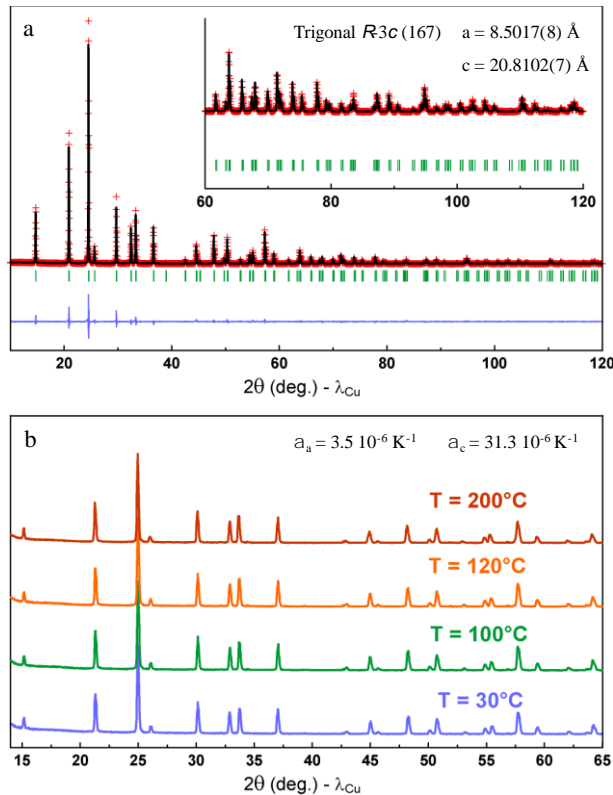 a
Trigonal R-3c (167) a = 8.5017(8) Å
c = 20.8102(7) Å
60 80 100 120
20 40 60 80 100 120
2θ (deg.) - λCu
b
αa = 3.5 10-6 K-1 αc = 31.3 10-6 K-1
T = 200°C
T = 120°C
T = 100°C
T = 30°C
15 20 25 30 35 40 45 50 55 60 65
2θ (deg.) - λCu